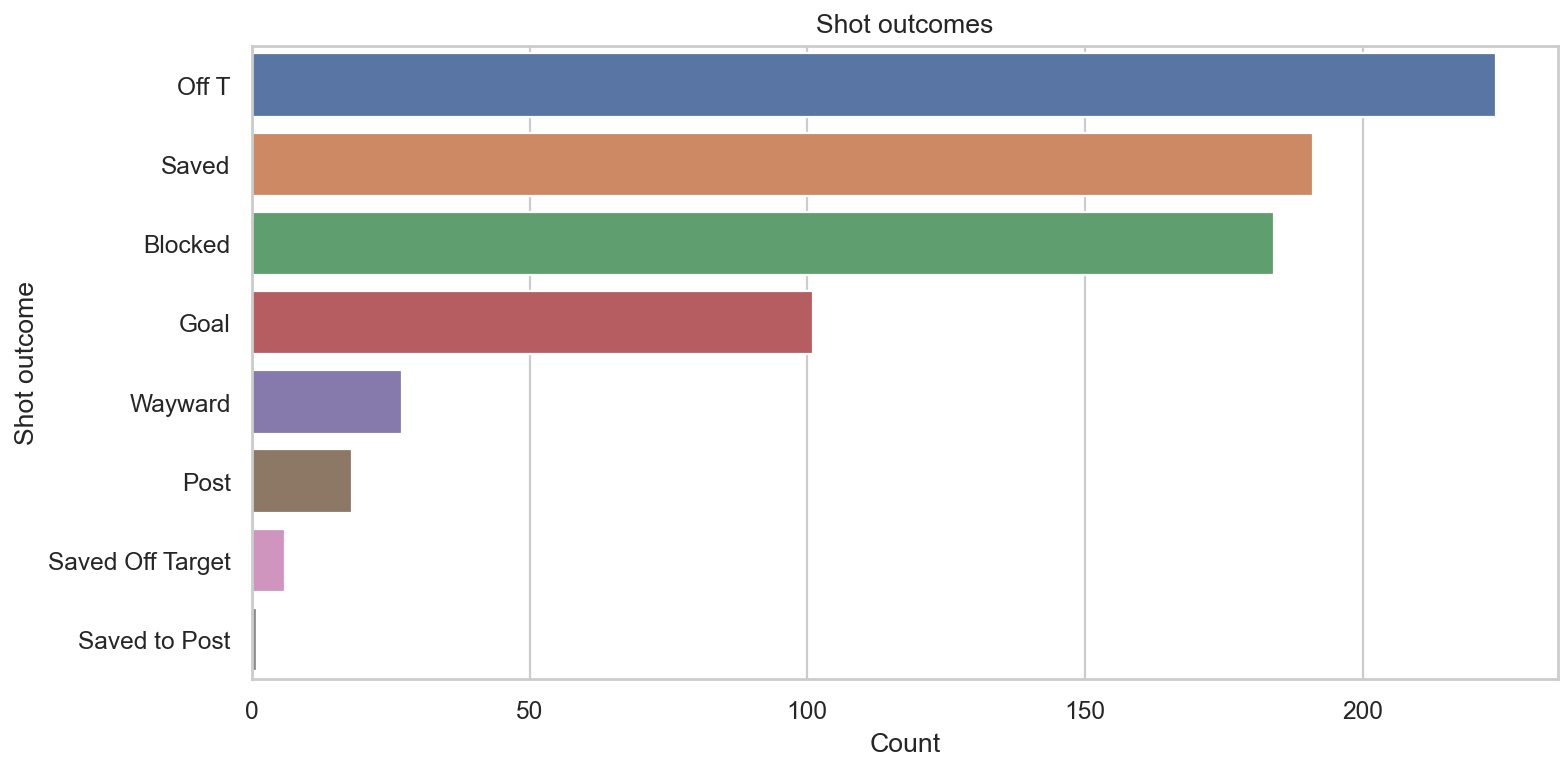 Shot outcomes
Off T
Saved
Blocked
Goal
Wayward
Post
Saved Off Target
Saved to Post
Shot outcome
0 50 100 150 200
Count